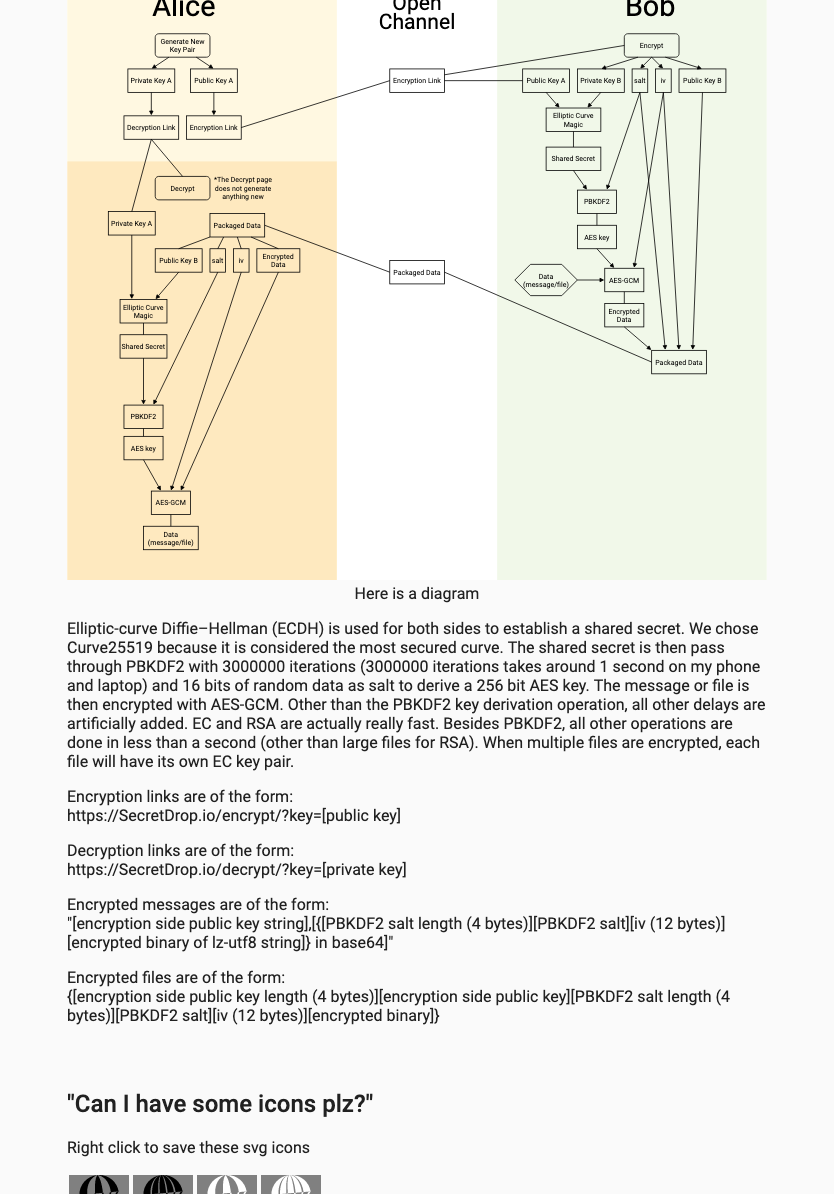 Alice
Open
Channel
Bob
Generate New
Key Pair
Private Key A
Public Key A
Decryption Link
Encryption Link
Encryption Link
Encrypt
Public Key A
Private Key B
salt
iv
Public Key B
Elliptic Curve
Magic
Shared Secret
PBKDF2
AES key
Data
(message/file)
AES-GCM
Encrypted
Data
Packaged Data
Packaged Data
Decrypt
*The Decrypt page
does not generate
anything new
Private Key A
Packaged Data
Public Key B
salt
iv
Encrypted
Data
Elliptic Curve
Magic
Shared Secret
PBKDF2
AES key
AES-GCM
Data
(message/file)
Here is a diagram
Elliptic-curve Diffie–Hellman (ECDH) is used for both sides to establish a shared secret. We chose
Curve25519 because it is considered the most secured curve. The shared secret is then pass
through PBKDF2 with 3000000 iterations (3000000 iterations takes around 1 second on my phone
and laptop) and 16 bits of random data as salt to derive a 256 bit AES key. The message or file is
then encrypted with AES-GCM. Other than the PBKDF2 key derivation operation, all other delays are
artificially added. EC and RSA are actually really fast. Besides PBKDF2, all other operations are
done in less than a second (other than large files for RSA). When multiple files are encrypted, each
file will have its own EC key pair.
Encryption links are of the form:
https://SecretDrop.io/encrypt/?key=[public key]
Decryption links are of the form:
https://SecretDrop.io/decrypt/?key=[private key]
Encrypted messages are of the form:
"[encryption side public key string],[{[PBKDF2 salt length (4 bytes)][PBKDF2 salt][iv (12 bytes)]
[encrypted binary of lz-utf8 string]} in base64]"
Encrypted files are of the form:
{[encryption side public key length (4 bytes)][encryption side public key][PBKDF2 salt length (4
bytes)][PBKDF2 salt][iv (12 bytes)][encrypted binary]}
"Can I have some icons plz?"
Right click to save these svg icons